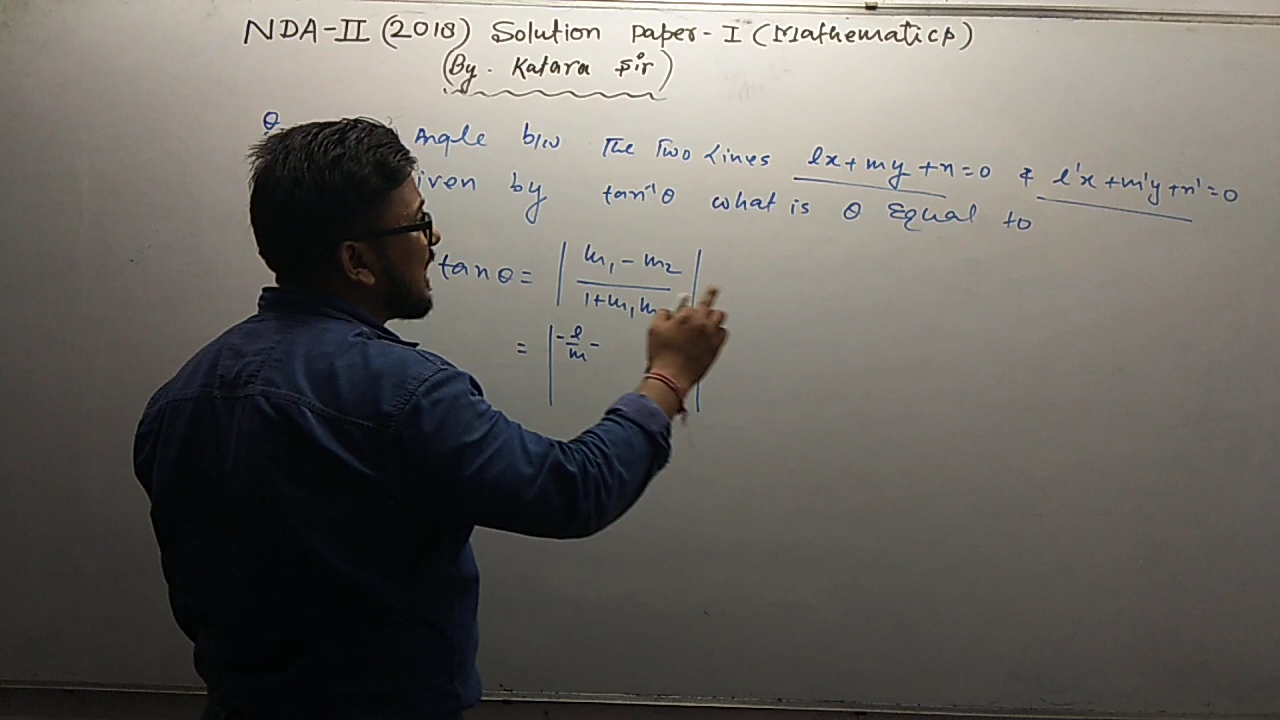 NDA-II (2018) Solution Paper-I (Mathematics)
(By. Katara Sir)
Q Angle b/w The Two Lines lx+my+n=0 & l'x+m'y+n'=0
iven by tan⁻¹θ what is θ Equal to
tanθ = | m₁ - m₂ / 1+m₁m |
= | -l/m - |